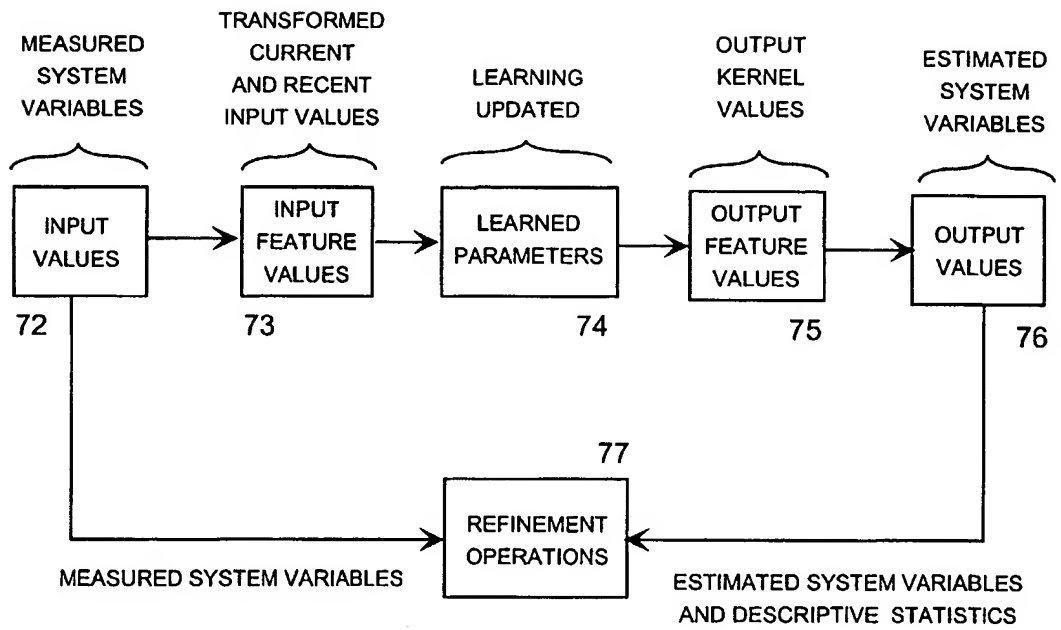 MEASURED
SYSTEM
VARIABLES
TRANSFORMED
CURRENT
AND RECENT
INPUT VALUES
LEARNING
UPDATED
OUTPUT
KERNEL
VALUES
ESTIMATED
SYSTEM
VARIABLES
INPUT
VALUES
INPUT
FEATURE
VALUES
LEARNED
PARAMETERS
OUTPUT
FEATURE
VALUES
OUTPUT
VALUES
72
73
74
75
76
77
REFINEMENT
OPERATIONS
MEASURED SYSTEM VARIABLES
ESTIMATED SYSTEM VARIABLES
AND DESCRIPTIVE STATISTICS